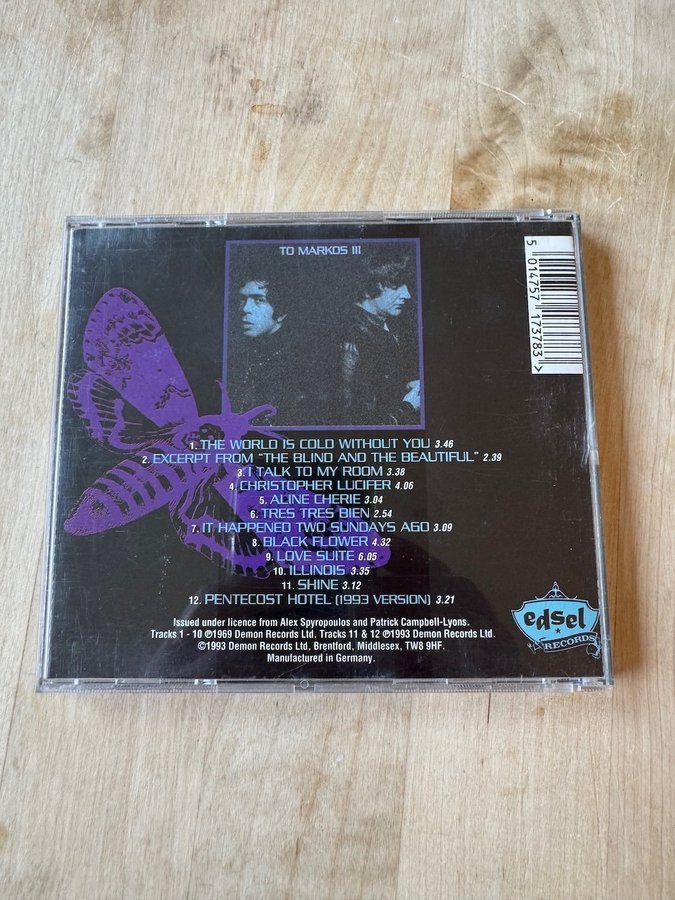 TO MARKOS III
5 014757 173783 >
1. THE WORLD IS COLD WITHOUT YOU 3.46
2. EXCERPT FROM "THE BLIND AND THE BEAUTIFUL" 2.39
3. I TALK TO MY ROOM 3.38
4. CHRISTOPHER LUCIFER 4.06
5. ALINE CHERIE 3.04
6. TRES TRES BIEN 2.54
7. IT HAPPENED TWO SUNDAYS AGO 3.09
8. BLACK FLOWER 4.32
9. LOVE SUITE 6.05
10. ILLINOIS 3.35
11. SHINE 3.12
12. PENTECOST HOTEL (1993 VERSION) 3.21
Issued under licence from Alex Spyropoulos and Patrick Campbell-Lyons.
Tracks 1 - 10 ℗1969 Demon Records Ltd. Tracks 11 & 12 ℗1993 Demon Records Ltd.
©1993 Demon Records Ltd, Brentford, Middlesex, TW8 9HF.
Manufactured in Germany.
edsel
RECORDS